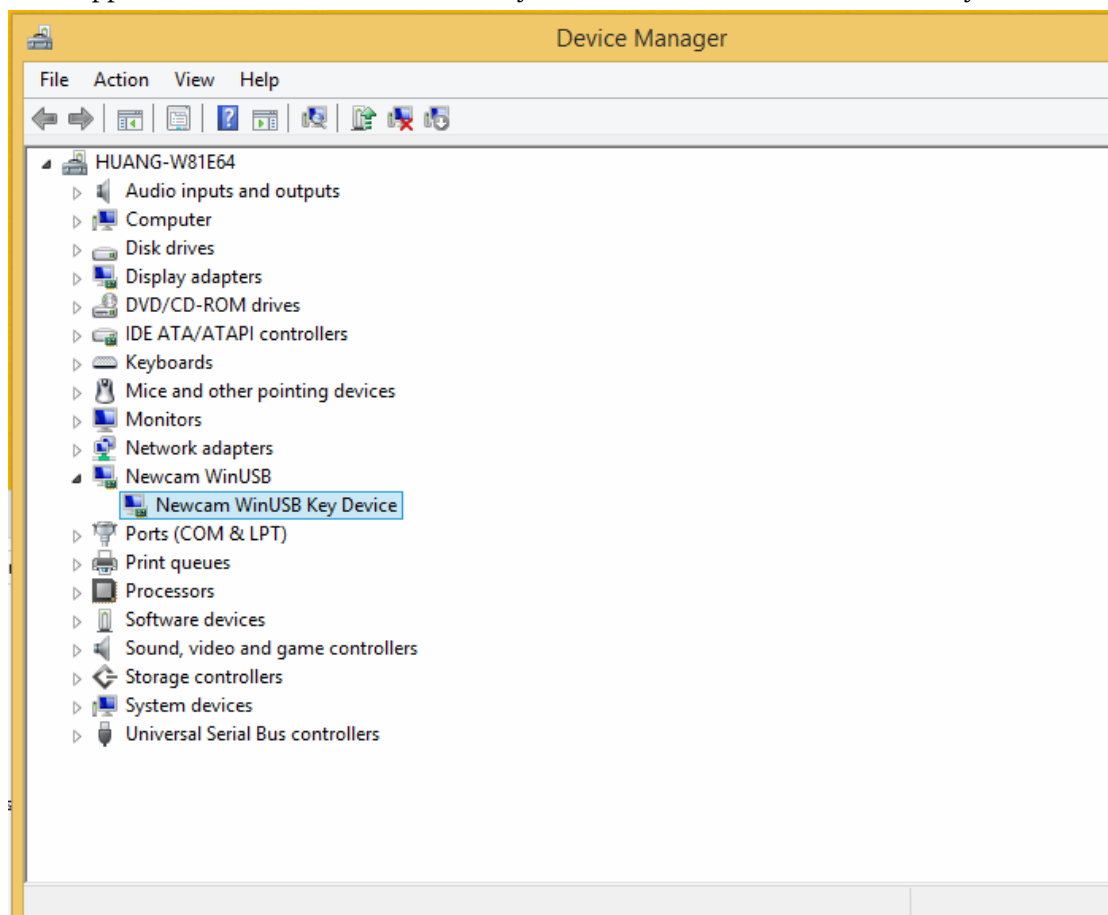 Device Manager
File Action View Help
HUANG-W81E64
Audio inputs and outputs
Computer
Disk drives
Display adapters
DVD/CD-ROM drives
IDE ATA/ATAPI controllers
Keyboards
Mice and other pointing devices
Monitors
Network adapters
Newcam WinUSB
Newcam WinUSB Key Device
Ports (COM & LPT)
Print queues
Processors
Software devices
Sound, video and game controllers
Storage controllers
System devices
Universal Serial Bus controllers